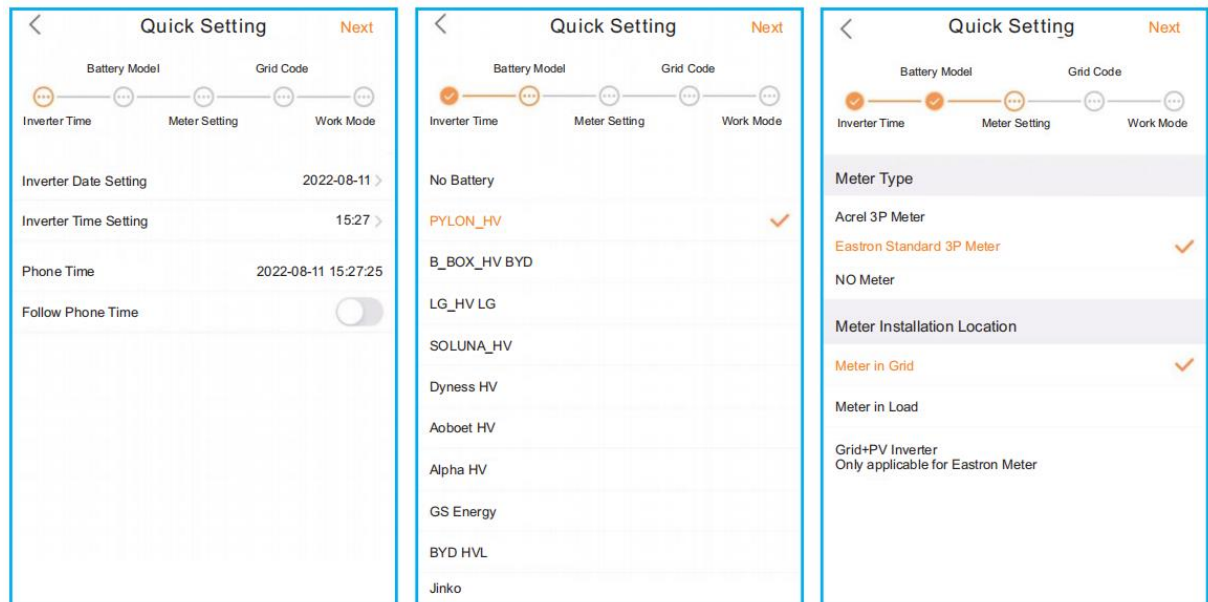 Quick Setting Next
Battery Model Grid Code
Inverter Time Meter Setting Work Mode
Inverter Date Setting 2022-08-11
Inverter Time Setting 15:27
Phone Time 2022-08-11 15:27:25
Follow Phone Time
Quick Setting Next
Battery Model Grid Code
Inverter Time Meter Setting Work Mode
No Battery
PYLON_HV
B_BOX_HV BYD
LG_HV LG
SOLUNA_HV
Dyness HV
Aoboet HV
Alpha HV
GS Energy
BYD HVL
Jinko
Quick Setting Next
Battery Model Grid Code
Inverter Time Meter Setting Work Mode
Meter Type
Acrel 3P Meter
Eastron Standard 3P Meter
NO Meter
Meter Installation Location
Meter in Grid
Meter in Load
Grid+PV Inverter
Only applicable for Eastron Meter